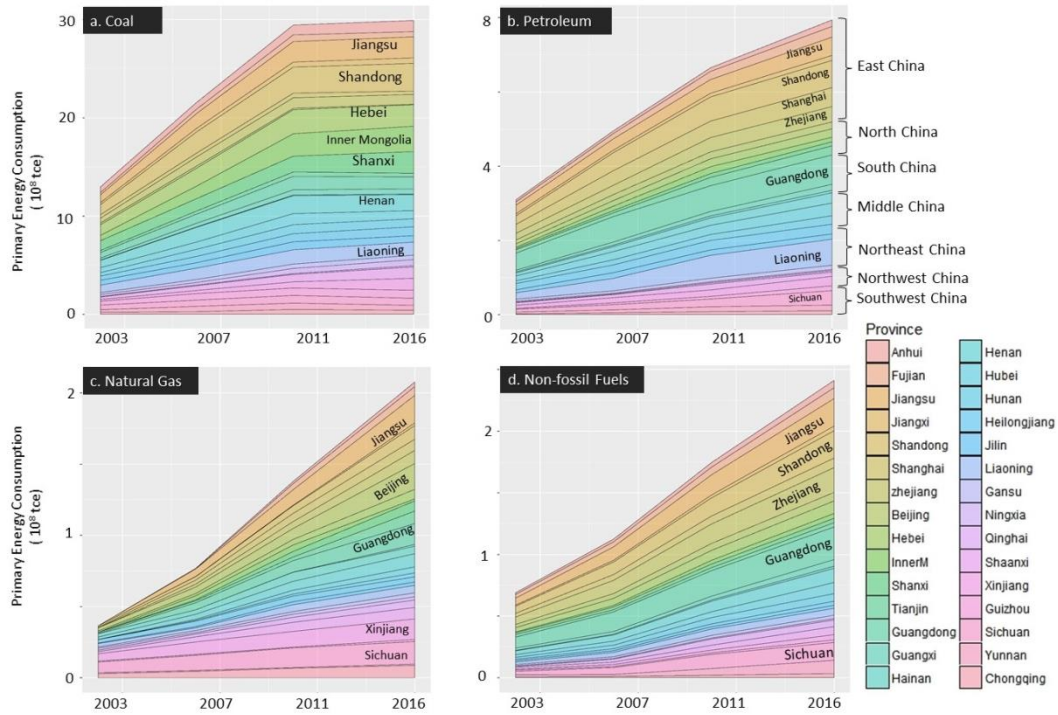 a. Coal
Primary Energy Consumption
( 10⁸ tce)
30
20
10
0
2003
2007
2011
2016
Jiangsu
Shandong
Hebei
Inner Mongolia
Shanxi
Henan
Liaoning
b. Petroleum
8
4
0
2003
2007
2011
2016
Jiangsu
Shandong
Shanghai
Zhejiang
Guangdong
Liaoning
Sichuan
East China
North China
South China
Middle China
Northeast China
Northwest China
Southwest China
c. Natural Gas
Primary Energy Consumption
( 10⁸ tce)
2
1
0
2003
2007
2011
2016
Jiangsu
Beijing
Guangdong
Xinjiang
Sichuan
d. Non-fossil Fuels
2
1
0
2003
2007
2011
2016
Jiangsu
Shandong
Zhejiang
Guangdong
Sichuan
Province
Anhui
Fujian
Jiangsu
Jiangxi
Shandong
Shanghai
zhejiang
Beijing
Hebei
InnerM
Shanxi
Tianjin
Guangdong
Guangxi
Hainan
Henan
Hubei
Hunan
Heilongjiang
Jilin
Liaoning
Gansu
Ningxia
Qinghai
Shaanxi
Xinjiang
Guizhou
Sichuan
Yunnan
Chongqing